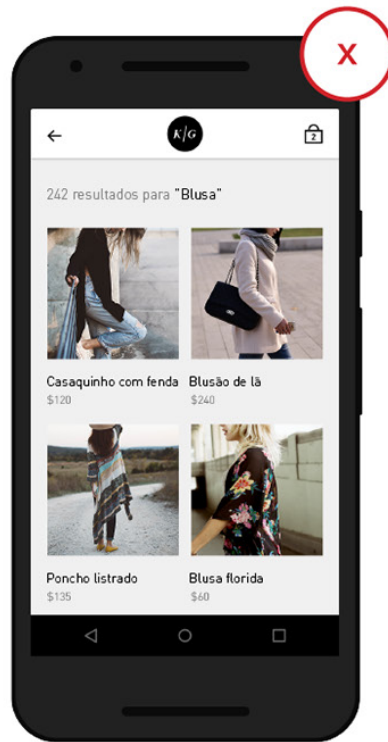 X
K/G
2
242 resultados para "Blusa"
Casaquinho com fenda
$120
Blusão de lã
$240
Poncho listrado
$135
Blusa florida
$60